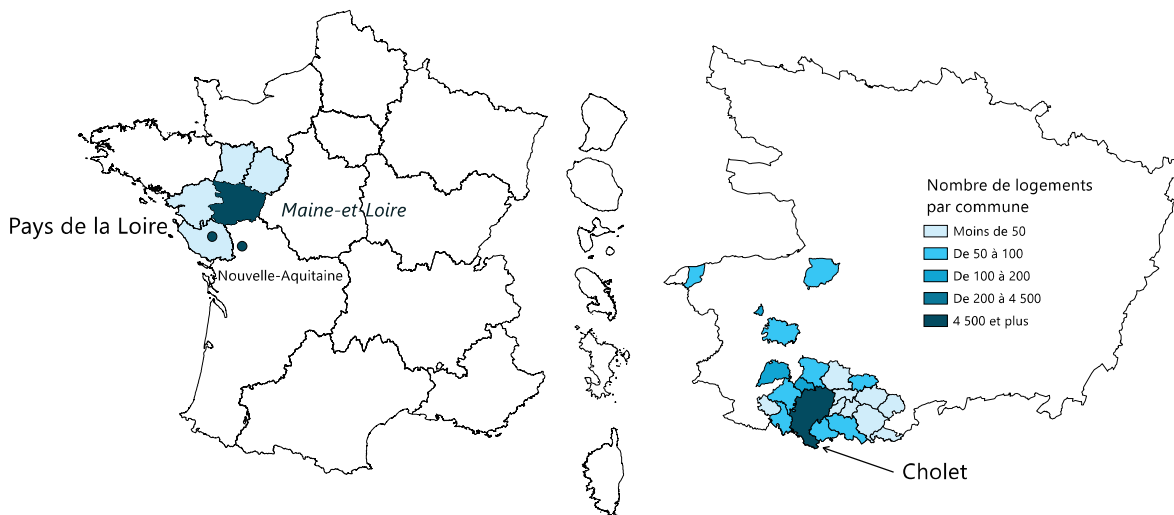 Pays de la Loire
Maine-et-Loire
Nouvelle-Aquitaine
Nombre de logements
par commune
Moins de 50
De 50 à 100
De 100 à 200
De 200 à 4 500
4 500 et plus
Cholet